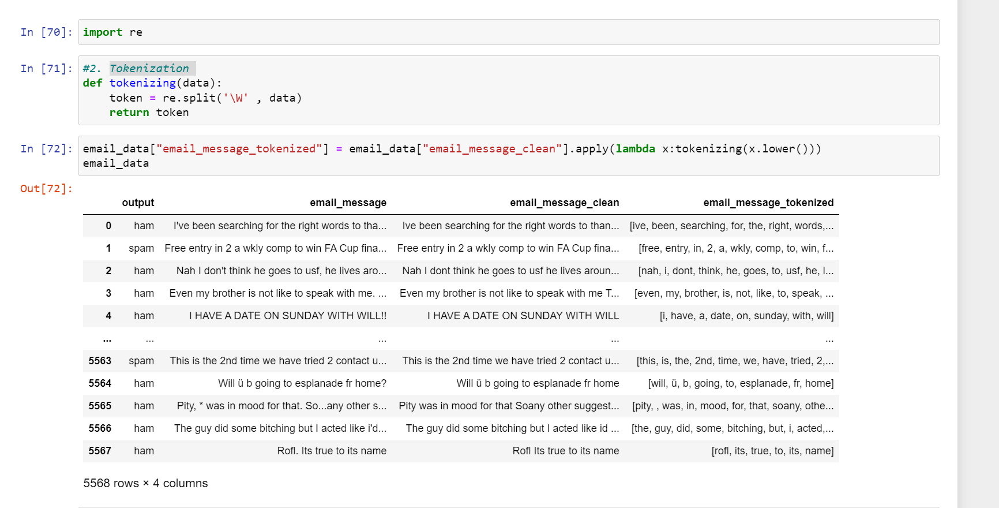 In [70]: import re
In [71]: #2. Tokenization
def tokenizing(data):
    token = re.split('\W' , data)
    return token
In [72]: email_data["email_message_tokenized"] = email_data["email_message_clean"].apply(lambda x:tokenizing(x.lower()))
email_data
Out[72]:
output email_message email_message_clean email_message_tokenized
0 ham I've been searching for the right words to tha... Ive been searching for the right words to than... [ive, been, searching, for, the, right, words,...
1 spam Free entry in 2 a wkly comp to win FA Cup fina... Free entry in 2 a wkly comp to win FA Cup fina... [free, entry, in, 2, a, wkly, comp, to, win, f...
2 ham Nah I don't think he goes to usf, he lives aro... Nah I dont think he goes to usf he lives aroun... [nah, i, dont, think, he, goes, to, usf, he, l...
3 ham Even my brother is not like to speak with me. ... Even my brother is not like to speak with me T... [even, my, brother, is, not, like, to, speak, ...
4 ham I HAVE A DATE ON SUNDAY WITH WILL!! I HAVE A DATE ON SUNDAY WITH WILL [i, have, a, date, on, sunday, with, will]
... ... ... ... ...
5563 spam This is the 2nd time we have tried 2 contact u... This is the 2nd time we have tried 2 contact u... [this, is, the, 2nd, time, we, have, tried, 2,...
5564 ham Will ü b going to esplanade fr home? Will ü b going to esplanade fr home [will, ü, b, going, to, esplanade, fr, home]
5565 ham Pity, * was in mood for that. So...any other s... Pity was in mood for that Soany other suggest... [pity, , was, in, mood, for, that, soany, othe...
5566 ham The guy did some bitching but I acted like i'd... The guy did some bitching but I acted like id ... [the, guy, did, some, bitching, but, i, acted,...
5567 ham Rofl. Its true to its name Rofl Its true to its name [rofl, its, true, to, its, name]
5568 rows × 4 columns